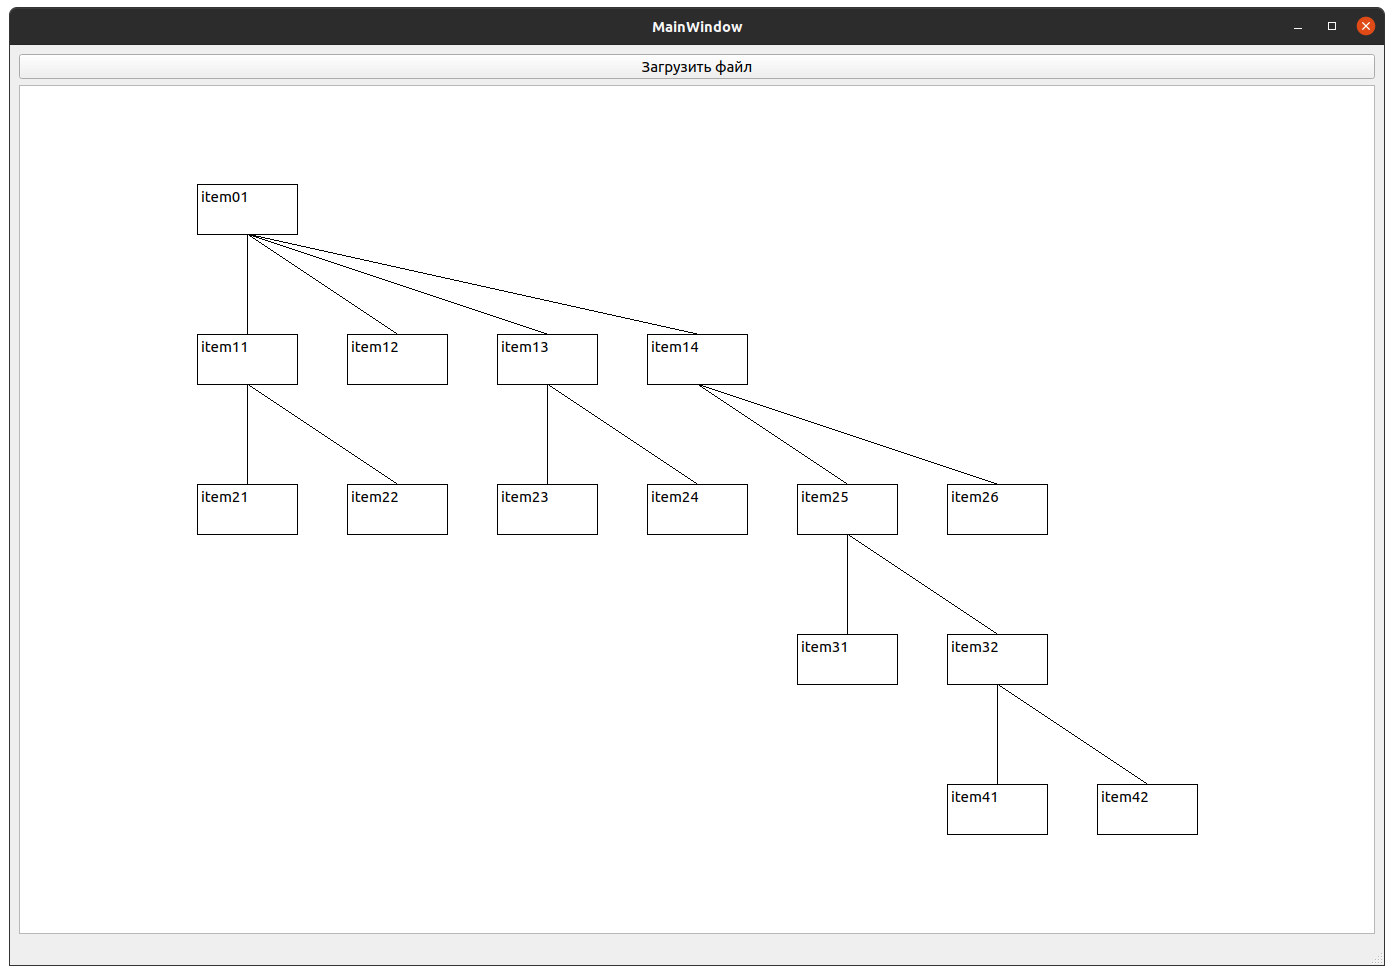 MainWindow
Загрузить файл
item01
item11 item12 item13 item14
item21 item22 item23 item24 item25 item26
item31 item32
item41 item42